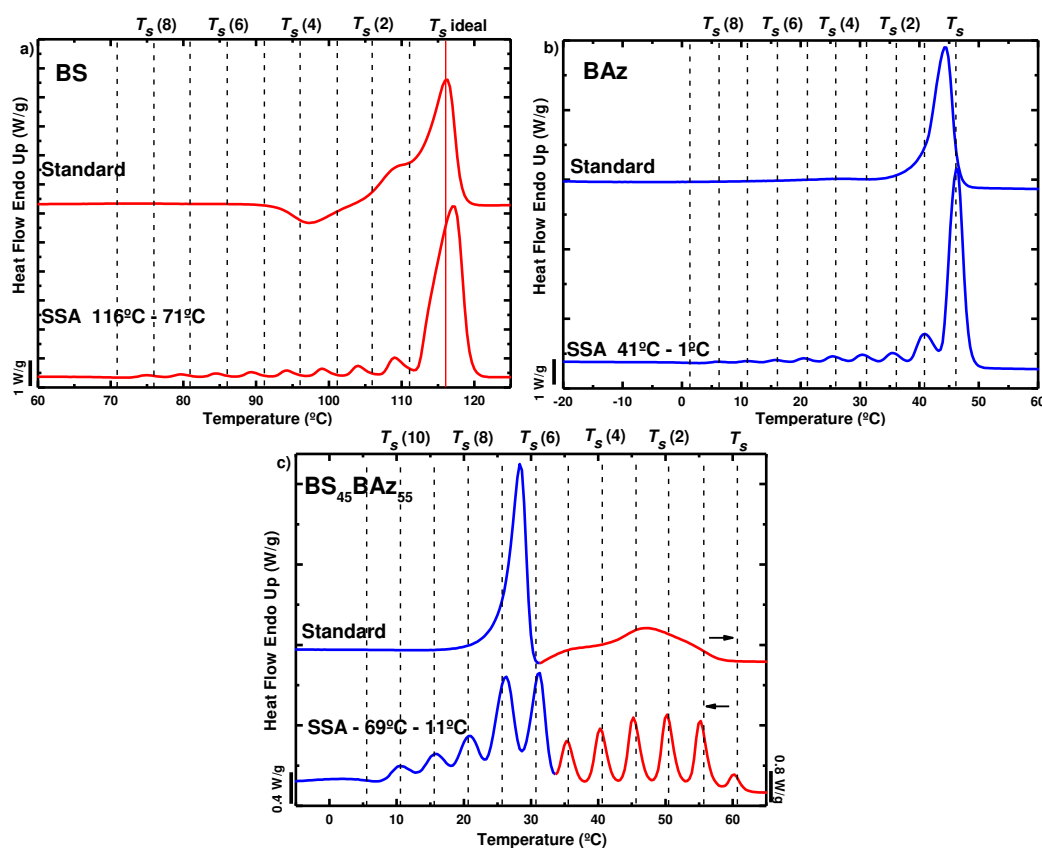 T_S (8) T_S (6) T_S (4) T_S (2) T_S ideal
a)
BS
Standard
SSA 116ºC - 71ºC
Heat Flow Endo Up (W/g)
1 W/g
60 70 80 90 100 110 120
Temperature (ºC)
T_S (8) T_S (6) T_S (4) T_S (2) T_S
b)
BAz
Standard
SSA 41ºC - 1ºC
Heat Flow Endo Up (W/g)
1 W/g
-20 -10 0 10 20 30 40 50 60
Temperature (ºC)
T_S (10) T_S (8) T_S (6) T_S (4) T_S (2) T_S
c)
BS₄₅BAz₅₅
Standard
SSA - 69ºC - 11ºC
Heat Flow Endo Up (W/g)
0.4 W/g
0.8 W/g
0 10 20 30 40 50 60
Temperature (ºC)